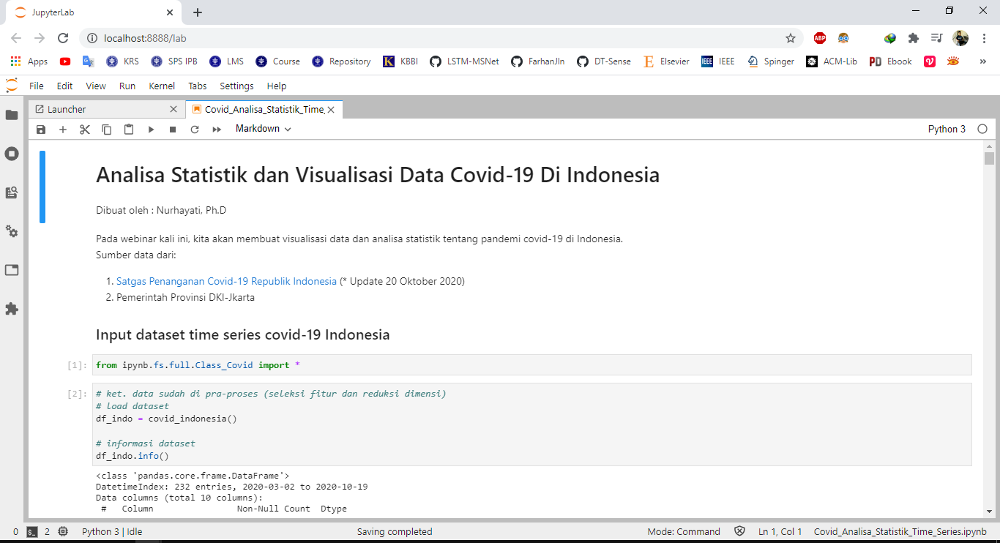 JupyterLab
localhost:8888/lab
ABP
Apps KRS SPS IPB LMS Course Repository K KBBI LSTM-MSNet FarhanJln DT-Sense E Elsevier IEEE IEEE Spinger ACM-Lib PD Ebook »
File Edit View Run Kernel Tabs Settings Help
Launcher Covid_Analisa_Statistik_Time_
Markdown Python 3
Analisa Statistik dan Visualisasi Data Covid-19 Di Indonesia
Dibuat oleh : Nurhayati, Ph.D
Pada webinar kali ini, kita akan membuat visualisasi data dan analisa statistik tentang pandemi covid-19 di Indonesia.
Sumber data dari:
1. Satgas Penanganan Covid-19 Republik Indonesia (* Update 20 Oktober 2020)
2. Pemerintah Provinsi DKI-Jkarta
Input dataset time series covid-19 Indonesia
[1]: from ipynb.fs.full.Class_Covid import *
[2]: # ket. data sudah di pra-proses (seleksi fitur dan reduksi dimensi)
# load dataset
df_indo = covid_indonesia()
# informasi dataset
df_indo.info()
<class 'pandas.core.frame.DataFrame'>
DatetimeIndex: 232 entries, 2020-03-02 to 2020-10-19
Data columns (total 10 columns):
# Column Non-Null Count Dtype
0 $_ 2 Python 3 | Idle Saving completed Mode: Command Ln 1, Col 1 Covid_Analisa_Statistik_Time_Series.ipynb